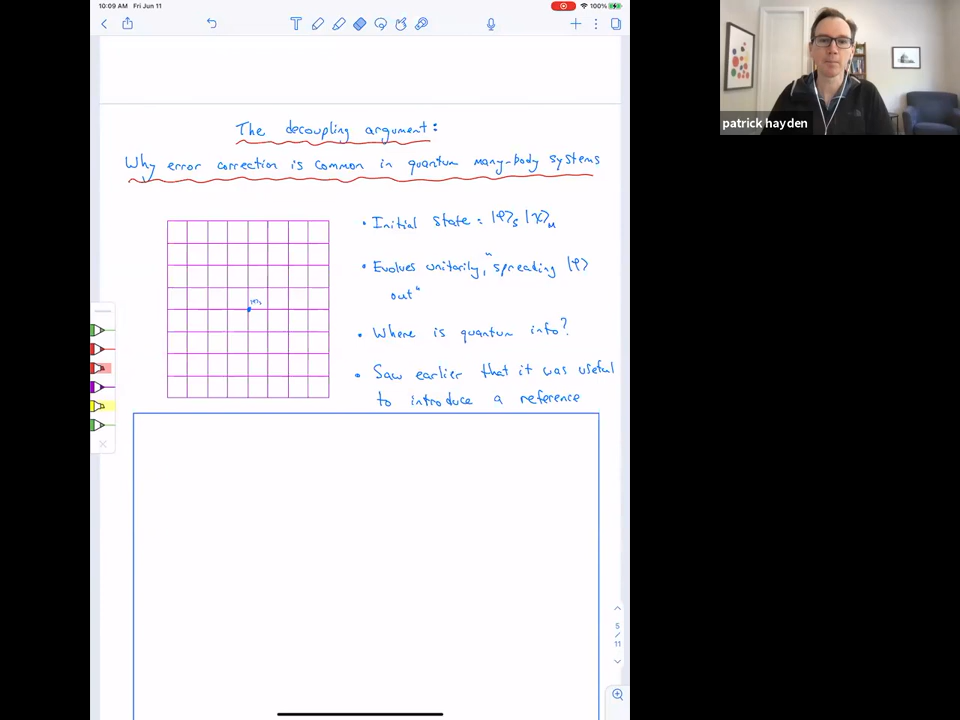 10:09 AM Fri Jun 11
100%
patrick hayden
The decoupling argument:
Why error correction is common in quantum many-body systems
• Initial state = |φ⟩_S |χ⟩_M
• Evolves unitarily, "spreading |φ⟩
out"
• Where is quantum info?
• Saw earlier that it was useful
to introduce a reference
5
/
11